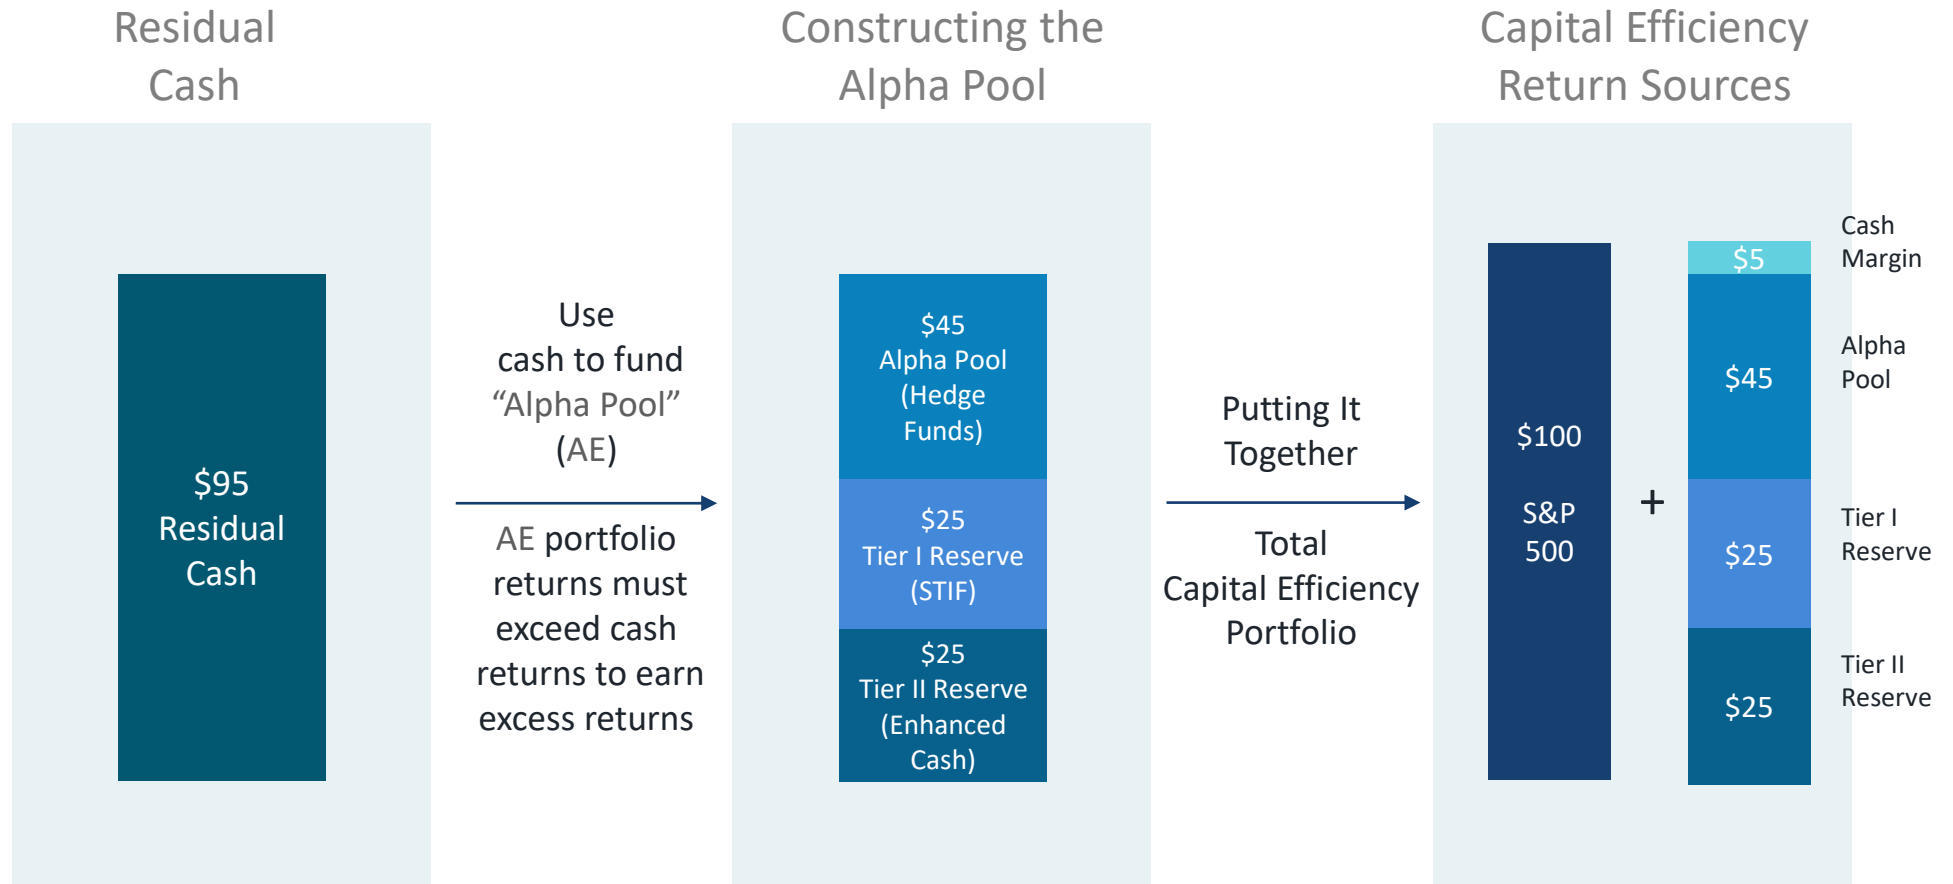 Residual
Cash
Constructing the
Alpha Pool
Capital Efficiency
Return Sources
$95
Residual
Cash
Use
cash to fund
“Alpha Pool”
(AE)
AE portfolio
returns must
exceed cash
returns to earn
excess returns
$45
Alpha Pool
(Hedge
Funds)
$25
Tier I Reserve
(STIF)
$25
Tier II Reserve
(Enhanced
Cash)
Putting It
Together
Total
Capital Efficiency
Portfolio
$100
S&P
500
+
$5
$45
$25
$25
Cash
Margin
Alpha
Pool
Tier I
Reserve
Tier II
Reserve